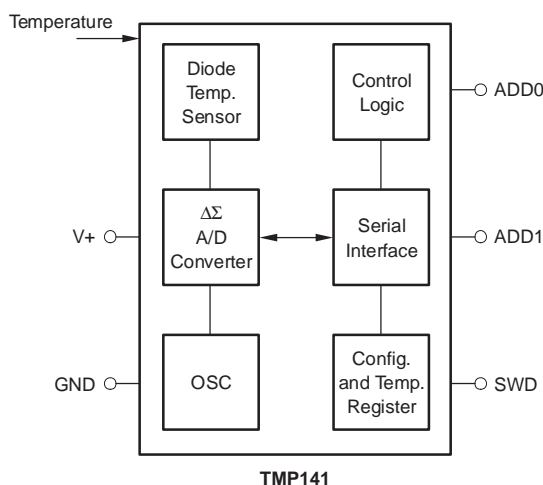 Temperature
Diode
Temp.
Sensor
Control
Logic
ADD0
V+
ΔΣ
A/D
Converter
Serial
Interface
ADD1
GND
OSC
Config.
and Temp.
Register
SWD
TMP141